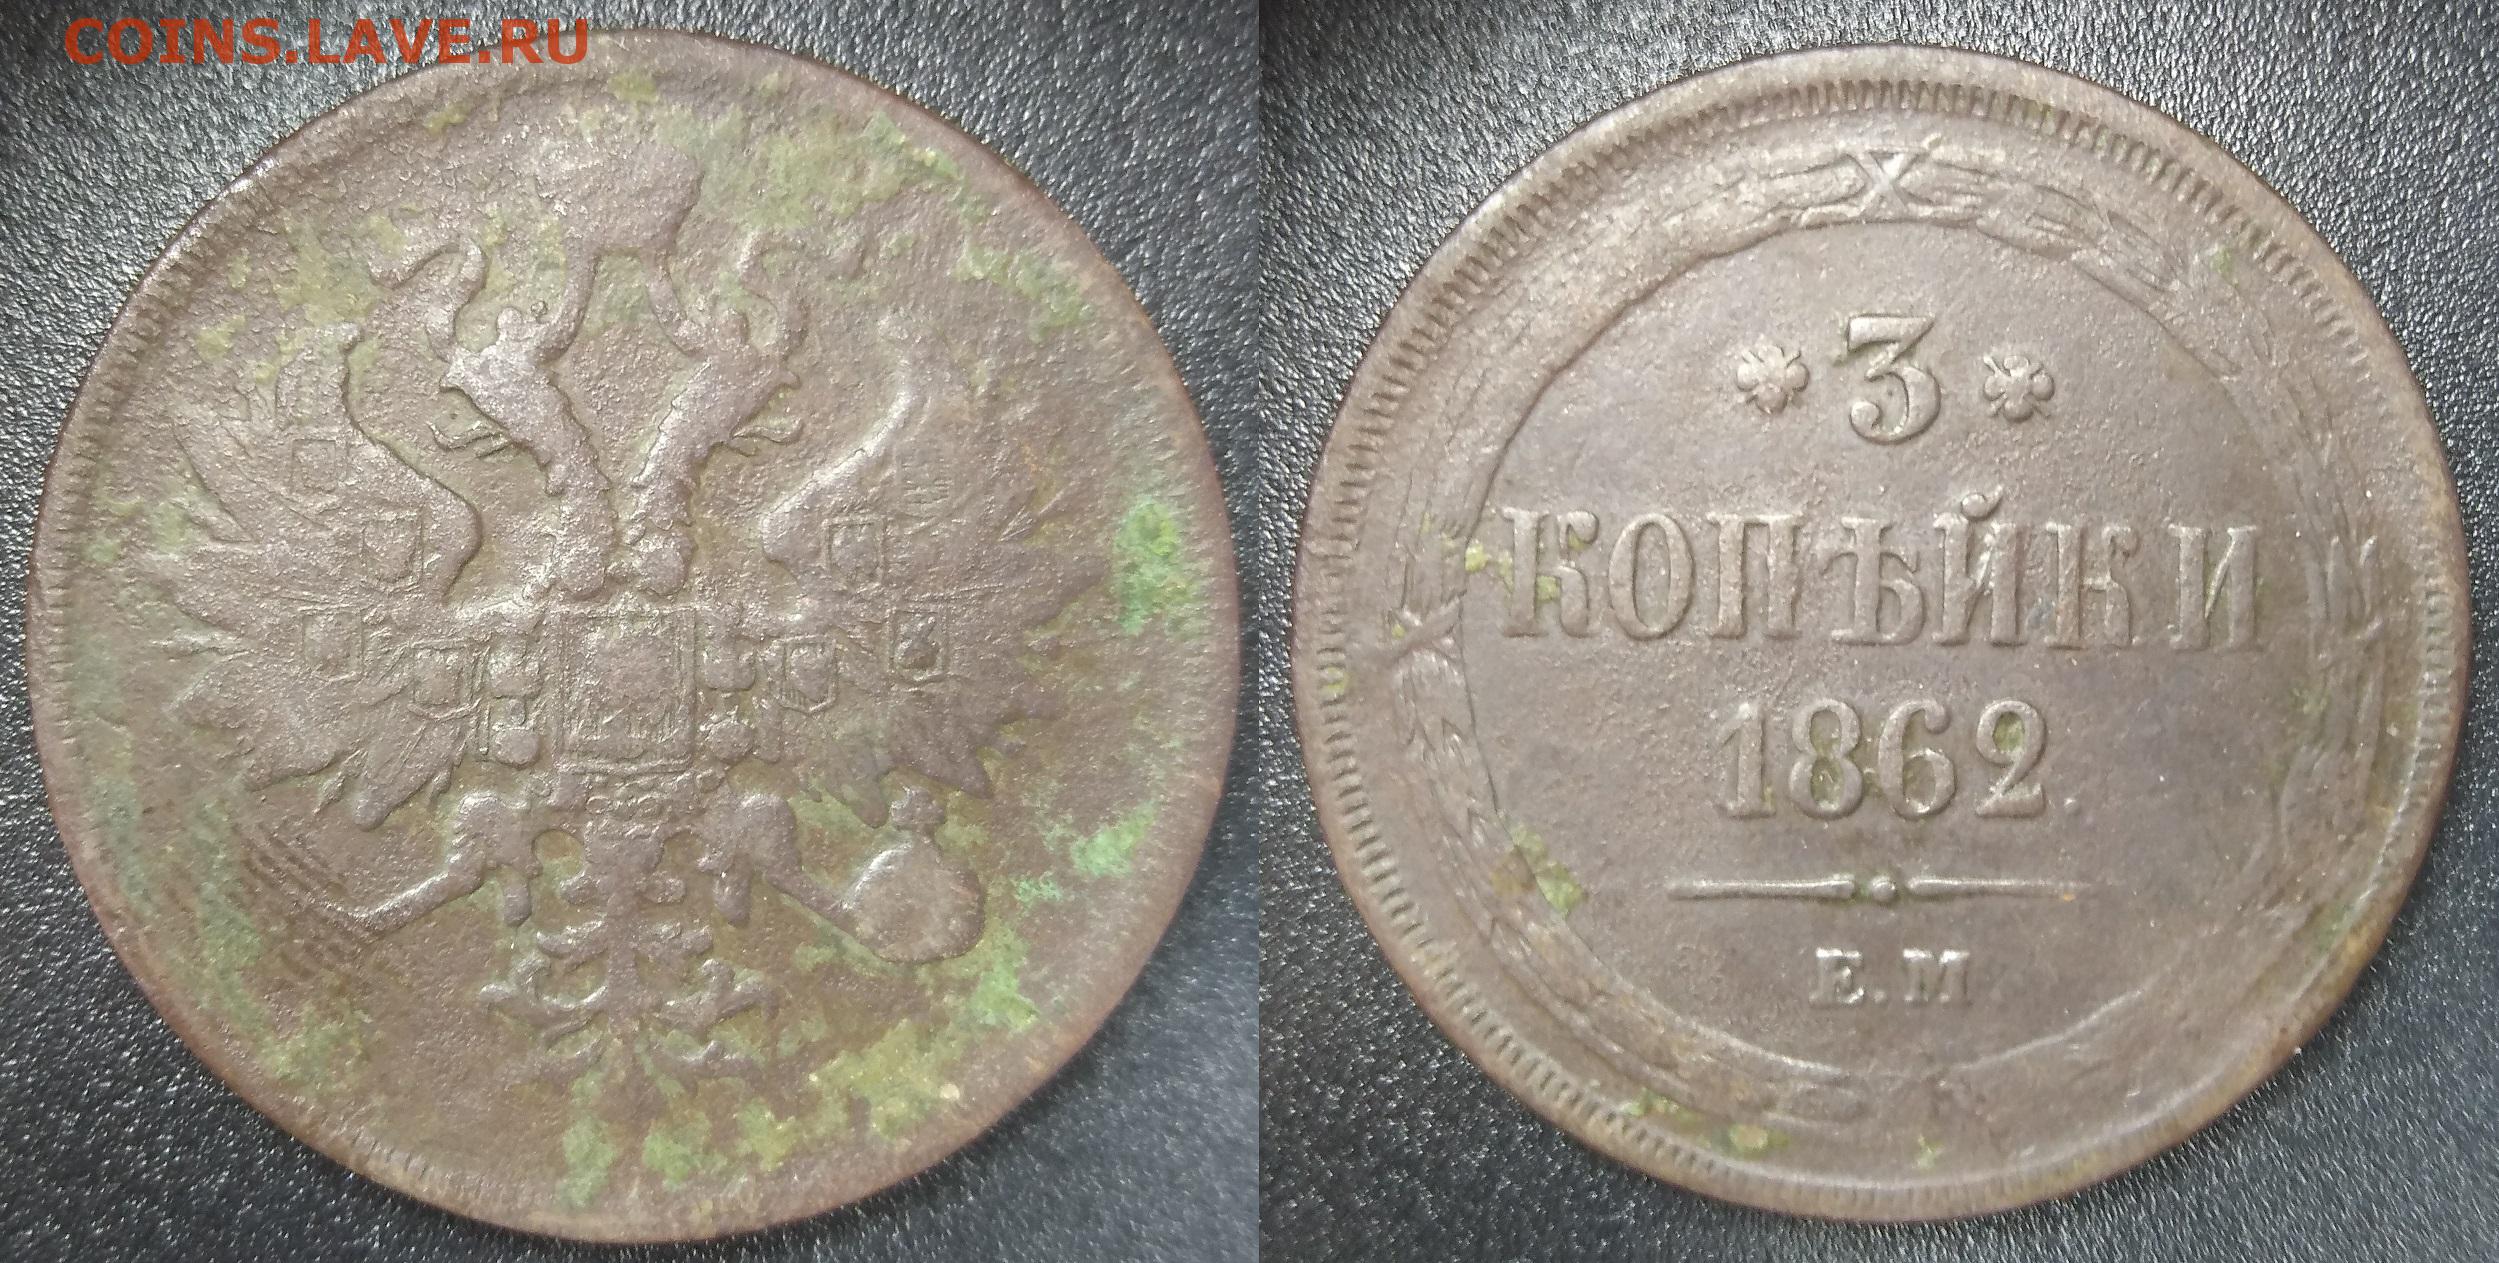 COINS.LAVE.RU
3
КОПѢЙКИ
1862.
Е.М